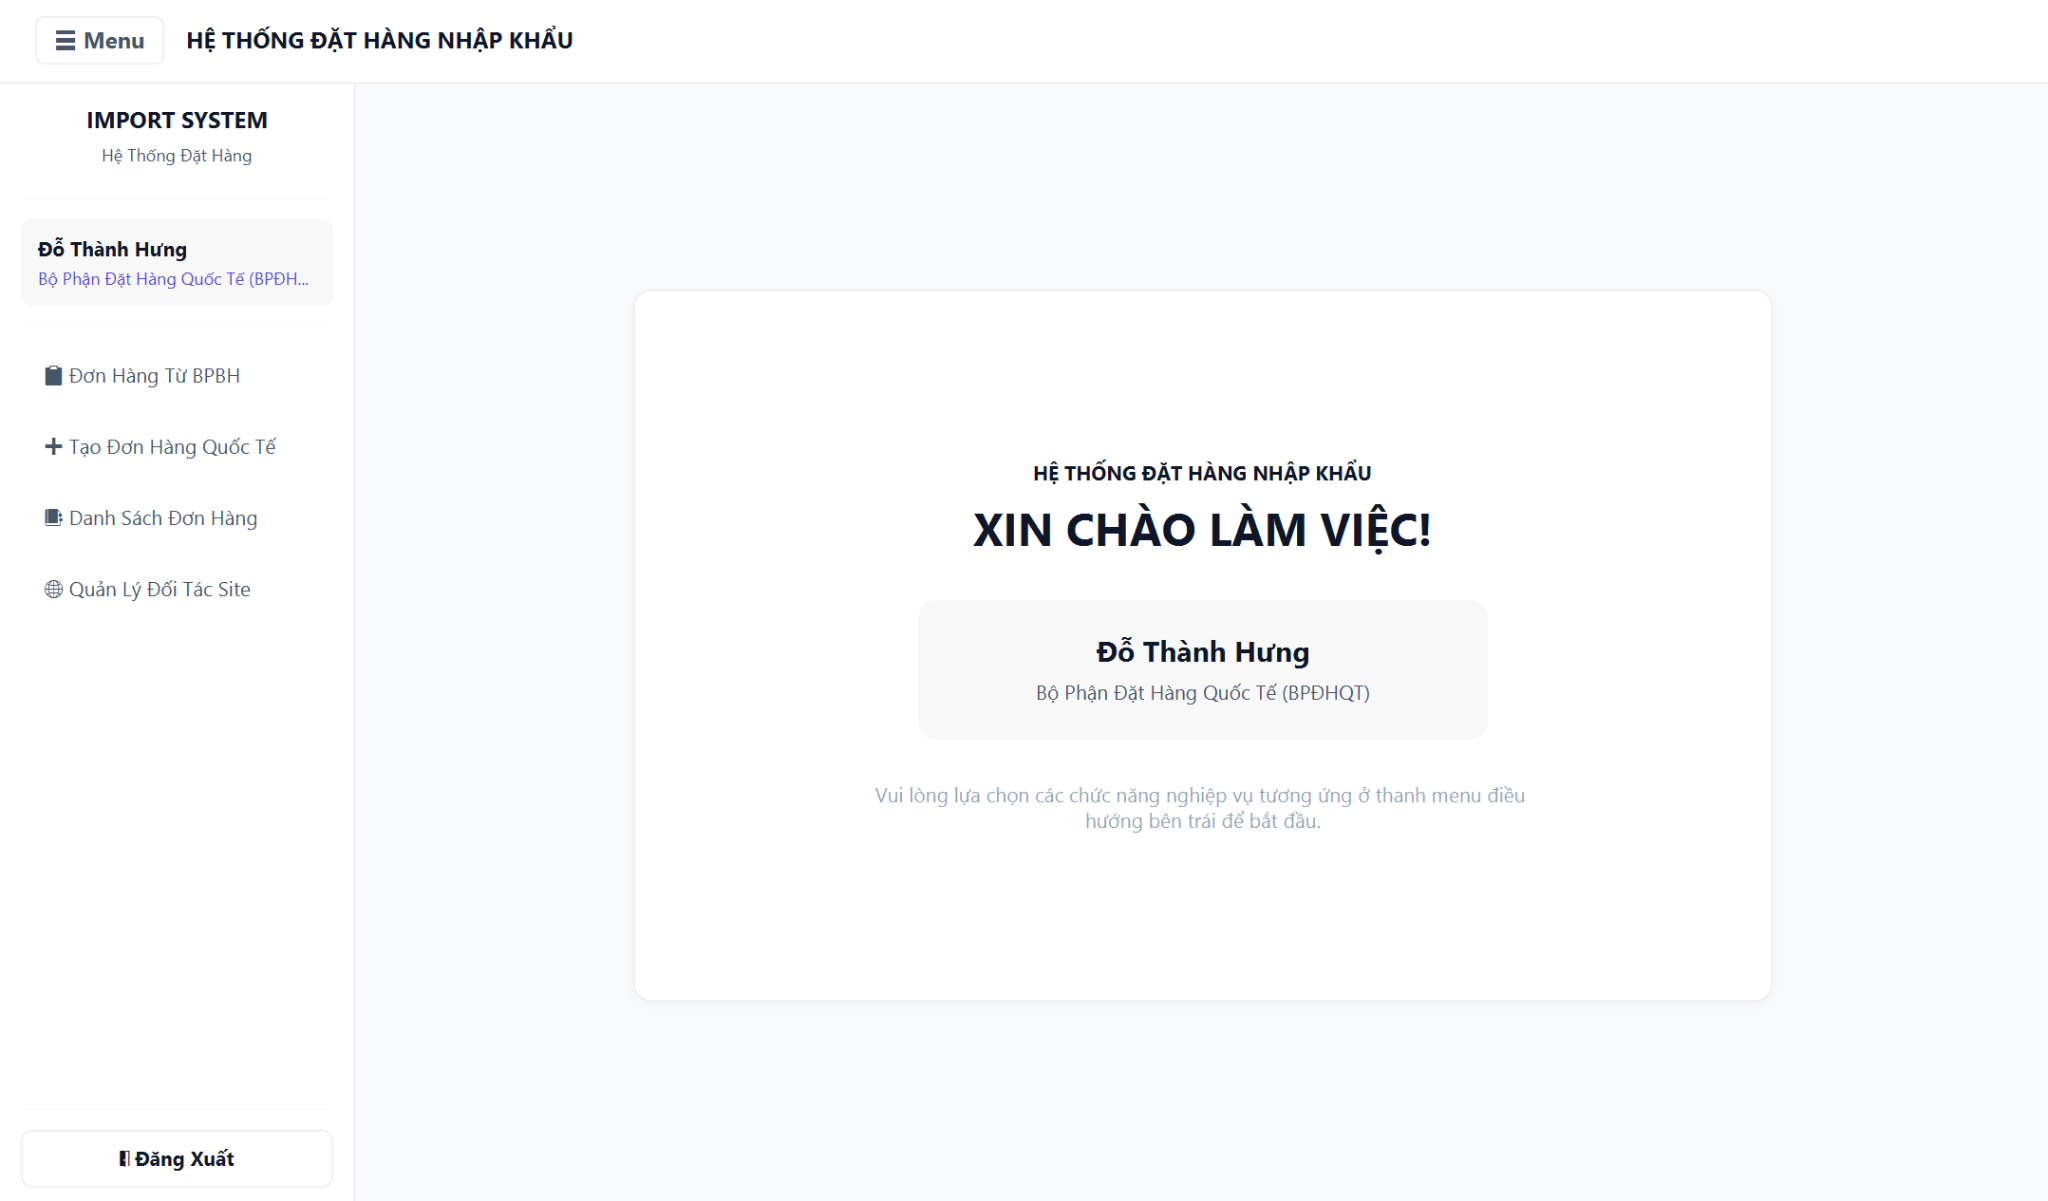 Menu
HỆ THỐNG ĐẶT HÀNG NHẬP KHẨU
IMPORT SYSTEM
Hệ Thống Đặt Hàng
Đỗ Thành Hưng
Bộ Phận Đặt Hàng Quốc Tế (BPĐH...
Đơn Hàng Từ BPBH
Tạo Đơn Hàng Quốc Tế
Danh Sách Đơn Hàng
Quản Lý Đối Tác Site
Đăng Xuất
HỆ THỐNG ĐẶT HÀNG NHẬP KHẨU
XIN CHÀO LÀM VIỆC!
Đỗ Thành Hưng
Bộ Phận Đặt Hàng Quốc Tế (BPĐHQT)
Vui lòng lựa chọn các chức năng nghiệp vụ tương ứng ở thanh menu điều
hướng bên trái để bắt đầu.